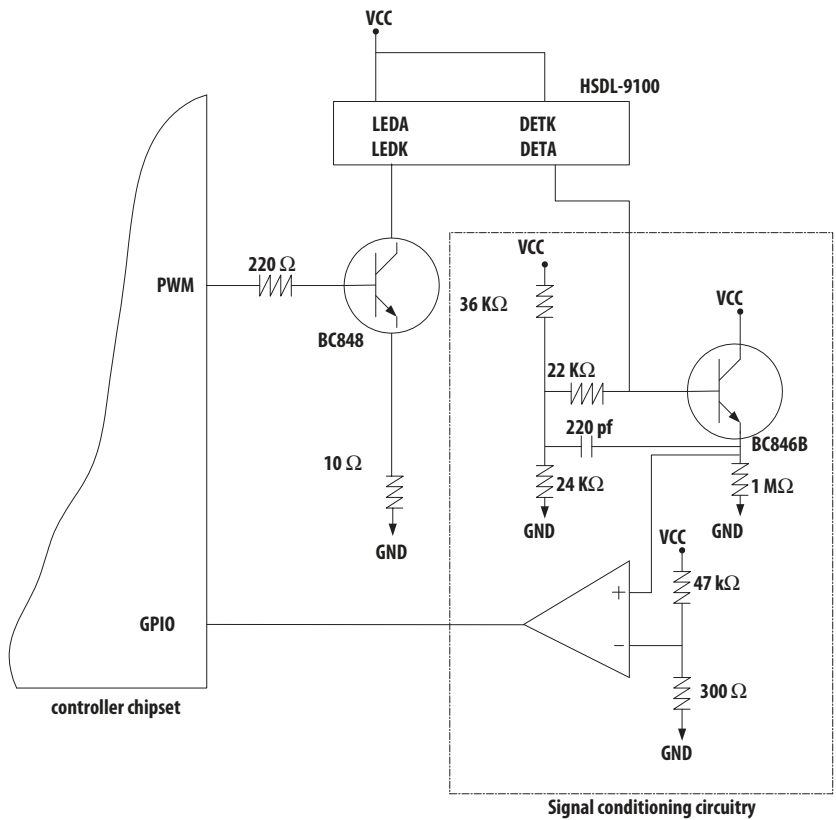 VCC
HSDL-9100
LEDA DETK
LEDK DETA
220 Ω
PWM
BC848
10 Ω
GND
VCC
36 KΩ
VCC
22 KΩ
220 pf
BC846B
24 KΩ
1 MΩ
GND
GND
VCC
47 kΩ
+
−
300 Ω
GND
GPIO
controller chipset
Signal conditioning circuitry